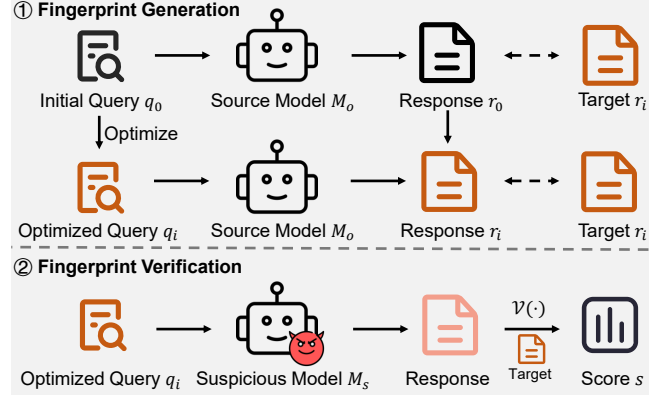 ① Fingerprint Generation
Initial Query q₀
Source Model Mₒ
Response r₀
Target rᵢ
Optimize
Optimized Query qᵢ
Source Model Mₒ
Response rᵢ
Target rᵢ
② Fingerprint Verification
𝒱(·)
Target
Optimized Query qᵢ
Suspicious Model Mₛ
Response
Score s